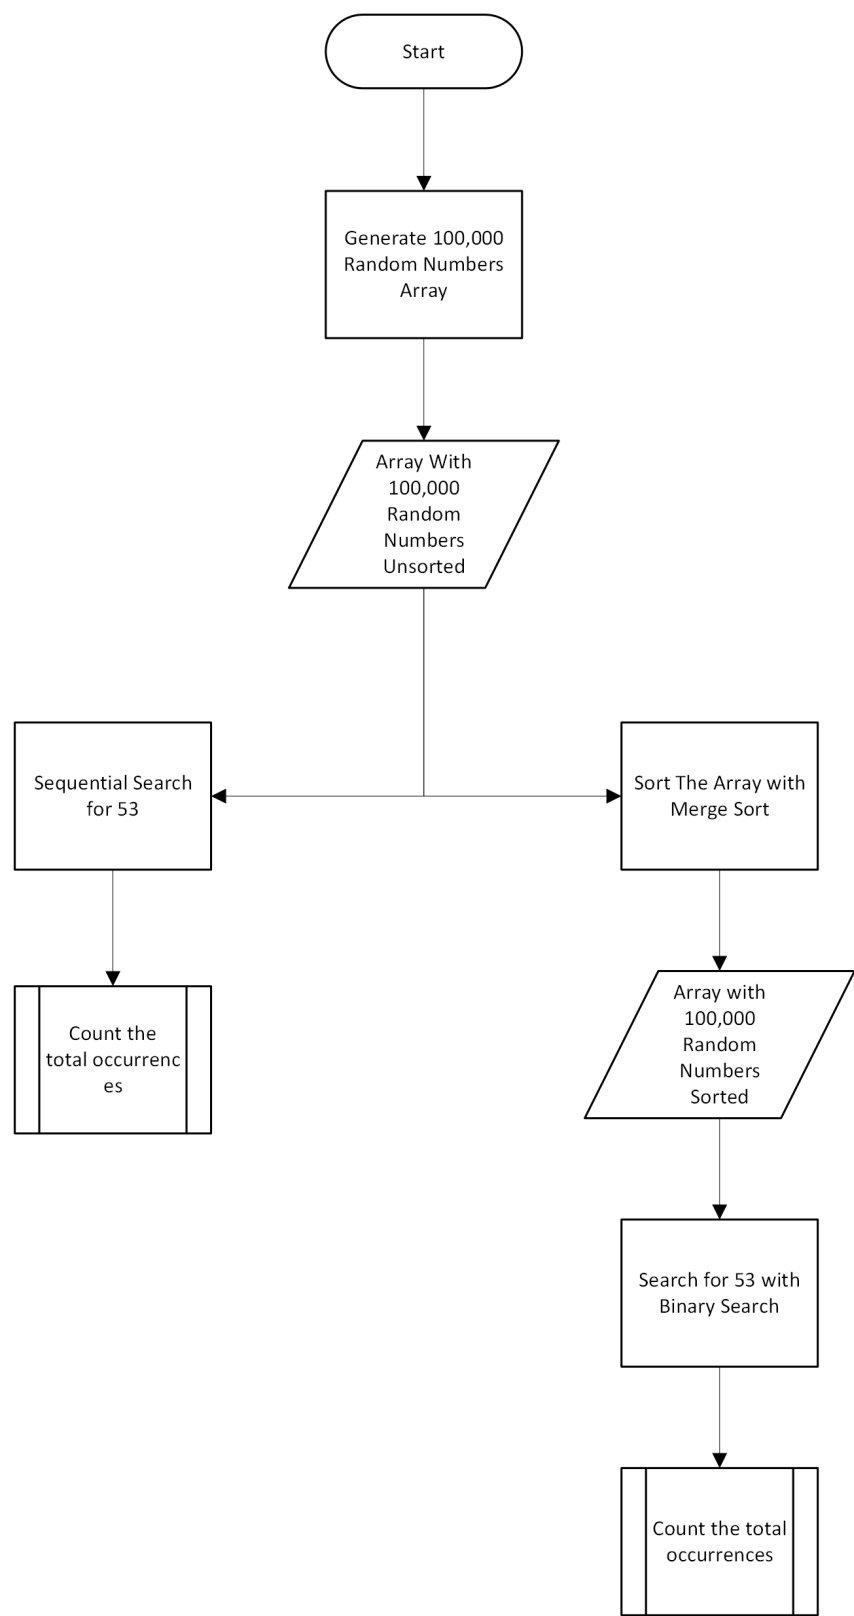 Start
Generate 100,000
Random Numbers
Array
Array With
100,000
Random
Numbers
Unsorted
Sequential Search
for 53
Sort The Array with
Merge Sort
Count the
total occurrenc
es
Array with
100,000
Random
Numbers
Sorted
Search for 53 with
Binary Search
Count the total
occurrences